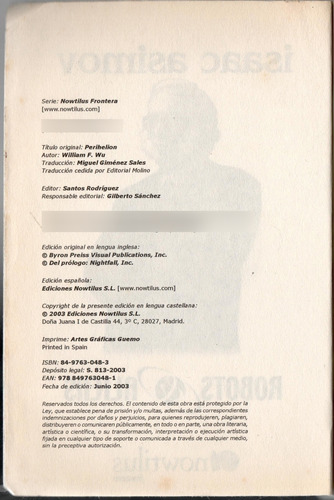 isaac asimov
Serie: Nowtilus Frontera
[www.nowtilus.com]
Título original: Perihelion
Autor: William F. Wu
Traducción: Miguel Giménez Sales
Traducción cedida por Editorial Molino
Editor: Santos Rodríguez
Responsable editorial: Gilberto Sánchez
Edición original en lengua inglesa:
© Byron Preiss Visual Publications, Inc.
© Del prólogo: Nightfall, Inc.
Edición española:
Ediciones Nowtilus S.L. [www.nowtilus.com]
Copyright de la presente edición en lengua castellana:
© 2003 Ediciones Nowtilus S.L.
Doña Juana I de Castilla 44, 3º C, 28027, Madrid.
Imprime: Artes Gráficas Guemo
Printed in Spain
ISBN: 84-9763-048-3
Depósito legal: S. 813-2003
EAN: 978 849763048-1
Fecha de edición: Junio 2003
ROBOTS
Reservados todos los derechos. El contenido de esta obra está protegido por la
Ley, que establece pena de prisión y/o multas, además de las correspondientes
indemnizaciones por daños y perjuicios, para quienes reprodujeren, plagiaren,
distribuyeren o comunicaren públicamente, en todo o en parte, una obra literaria,
artística o científica, o su transformación, interpretación o ejecución artística
fijada en cualquier tipo de soporte o comunicada a través de cualquier medio,
sin la preceptiva autorización.
nowtilus